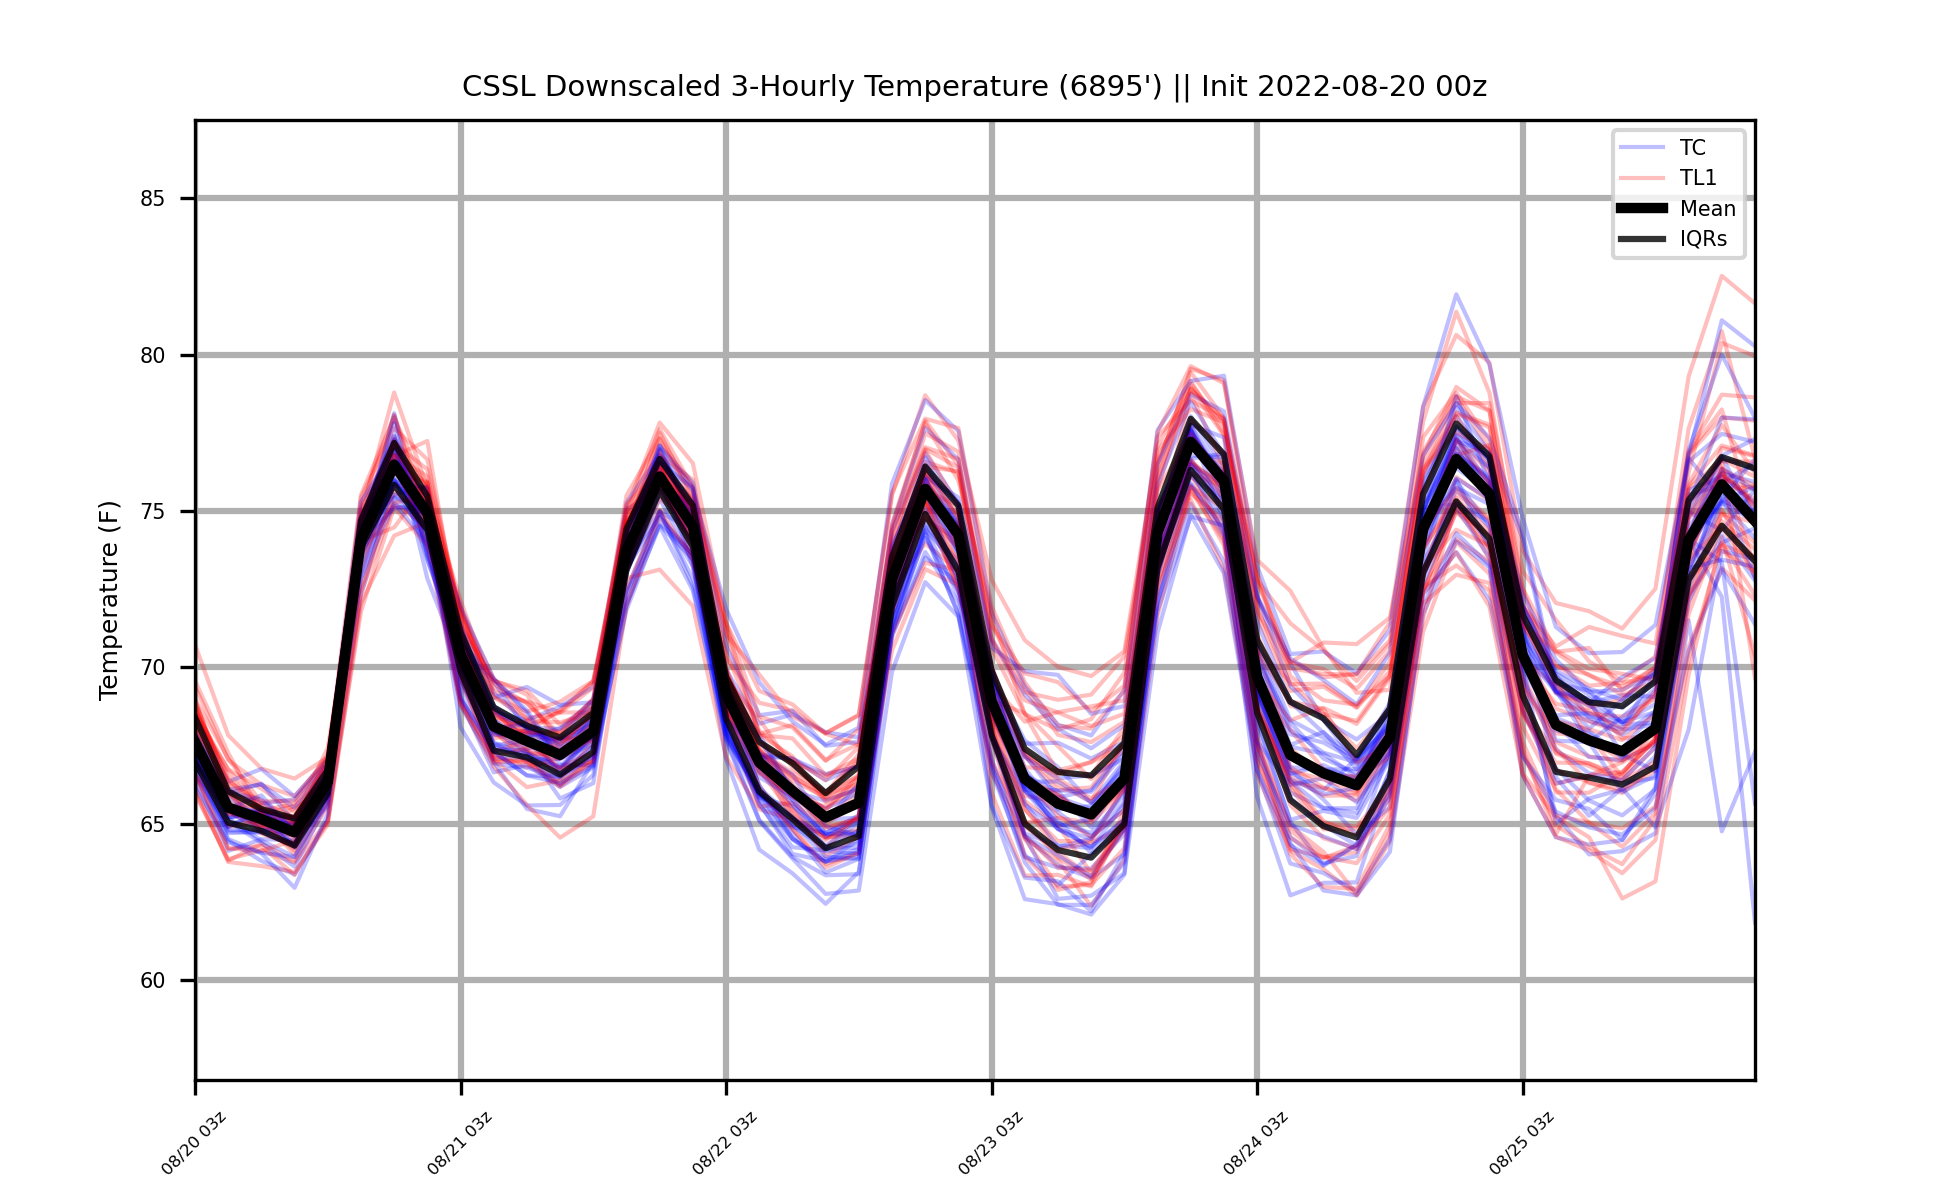 CSSL Downscaled 3-Hourly Temperature (6895') || Init 2022-08-20 00z
TC
TL1
Mean
IQRs
Temperature (F)
85
80
75
70
65
60
08/20 03z
08/21 03z
08/22 03z
08/23 03z
08/24 03z
08/25 03z